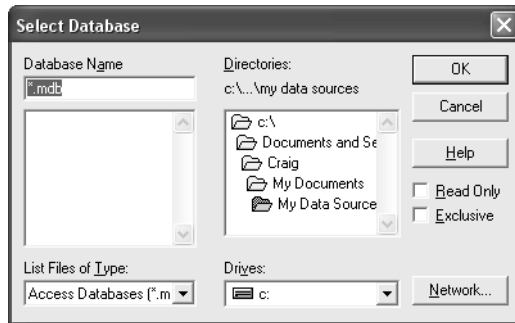 Select Database
Database Name
*.mdb
List Files of Type:
Access Databases (*.m
Directories:
c:\...\my data sources
c:\
Documents and Se
Craig
My Documents
My Data Source
Drives:
c:
OK
Cancel
Help
Read Only
Exclusive
Network...